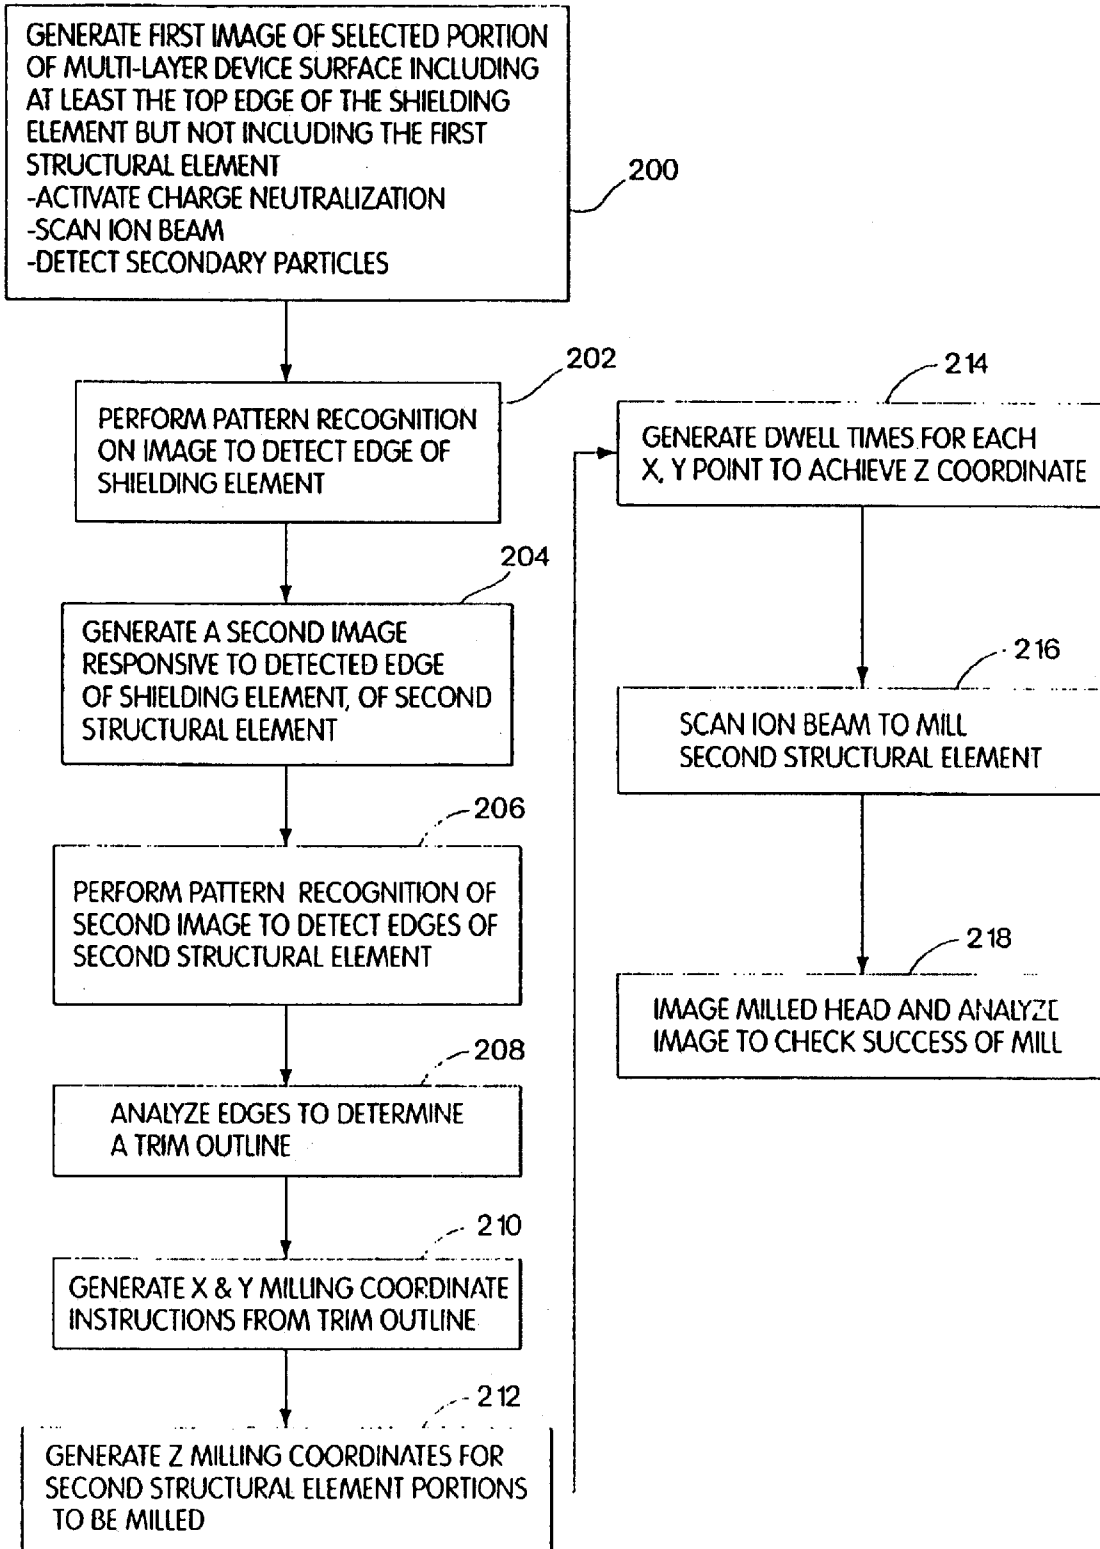 GENERATE FIRST IMAGE OF SELECTED PORTION
OF MULTI-LAYER DEVICE SURFACE INCLUDING
AT LEAST THE TOP EDGE OF THE SHIELDING
ELEMENT BUT NOT INCLUDING THE FIRST
STRUCTURAL ELEMENT
-ACTIVATE CHARGE NEUTRALIZATION
-SCAN ION BEAM
-DETECT SECONDARY PARTICLES
200
202
PERFORM PATTERN RECOGNITION
ON IMAGE TO DETECT EDGE OF
SHIELDING ELEMENT
204
GENERATE A SECOND IMAGE
RESPONSIVE TO DETECTED EDGE
OF SHIELDING ELEMENT, OF SECOND
STRUCTURAL ELEMENT
206
PERFORM PATTERN RECOGNITION OF
SECOND IMAGE TO DETECT EDGES OF
SECOND STRUCTURAL ELEMENT
208
ANALYZE EDGES TO DETERMINE
A TRIM OUTLINE
210
GENERATE X & Y MILLING COORDINATE
INSTRUCTIONS FROM TRIM OUTLINE
212
GENERATE Z MILLING COORDINATES FOR
SECOND STRUCTURAL ELEMENT PORTIONS
TO BE MILLED
214
GENERATE DWELL TIMES FOR EACH
X, Y POINT TO ACHIEVE Z COORDINATE
216
SCAN ION BEAM TO MILL
SECOND STRUCTURAL ELEMENT
218
IMAGE MILLED HEAD AND ANALYZE
IMAGE TO CHECK SUCCESS OF MILL